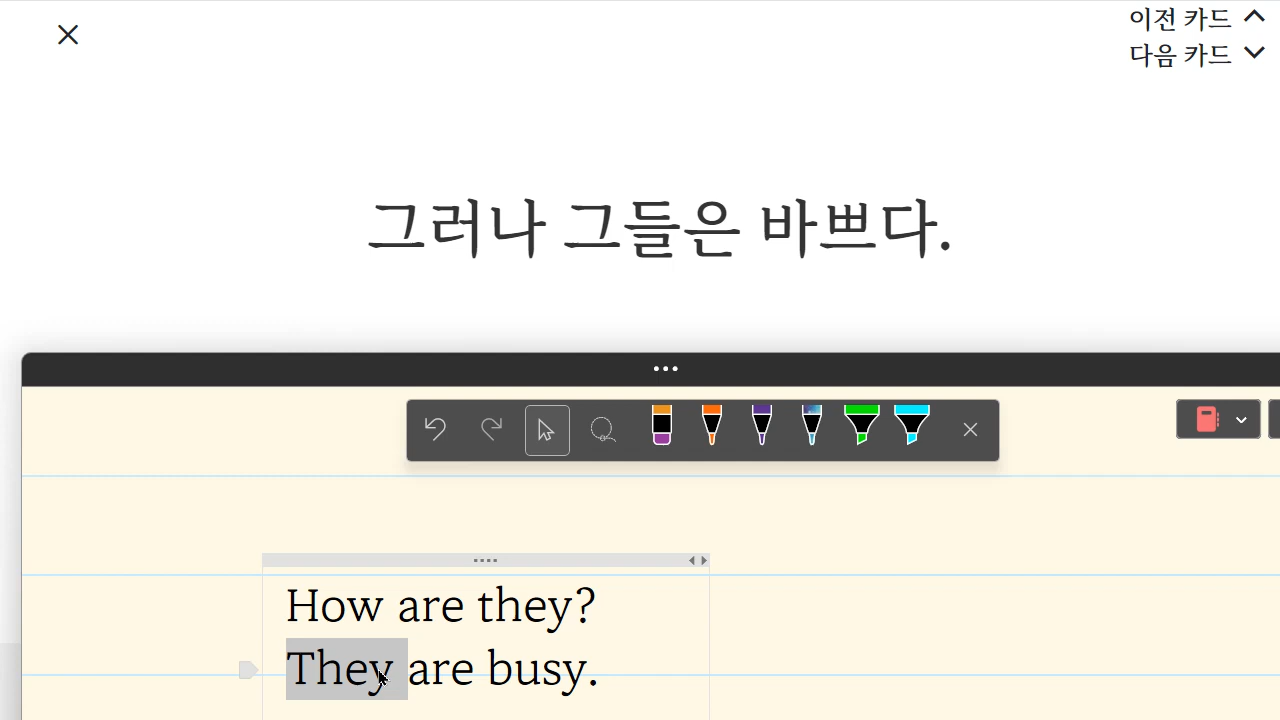 이전 카드
다음 카드
그러나 그들은 바쁘다.
How are they?
They are busy.